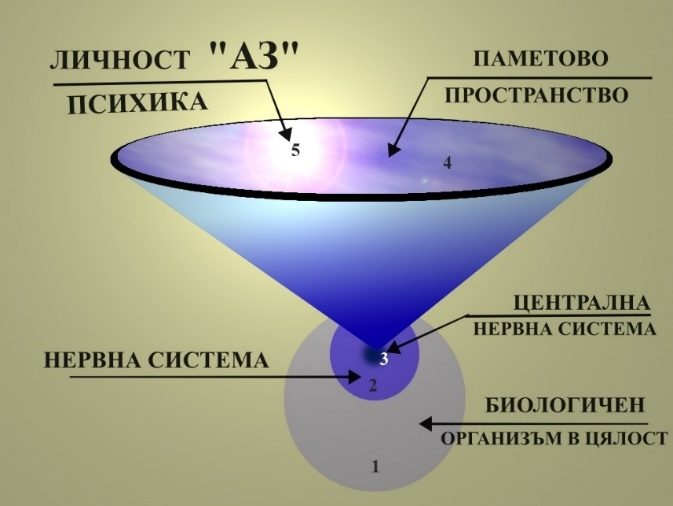 ЛИЧНОСТ "АЗ"
ПСИХИКА
ПАМЕТОВО
ПРОСТРАНСТВО
5
4
ЦЕНТРАЛНА
НЕРВНА СИСТЕМА
3
НЕРВНА СИСТЕМА
2
БИОЛОГИЧЕН
ОРГАНИЗЪМ В ЦЯЛОСТ
1